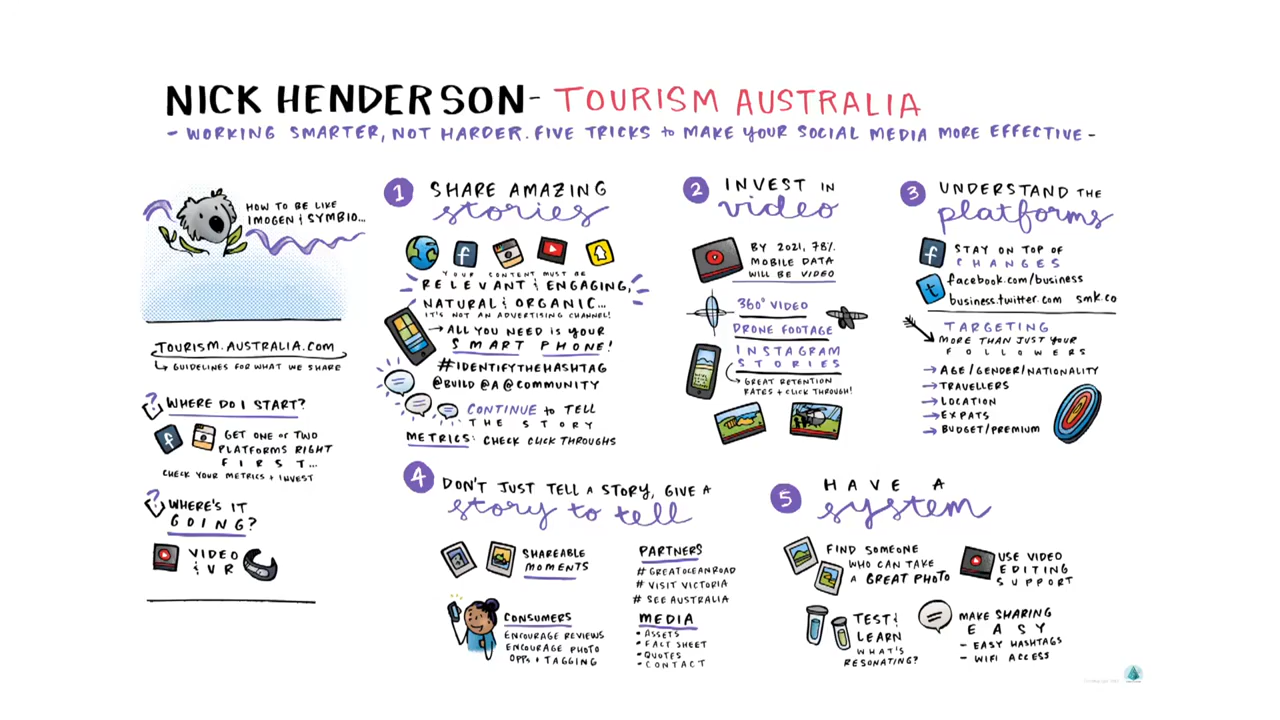 NICK HENDERSON - TOURISM AUSTRALIA
- WORKING SMARTER, NOT HARDER. FIVE TRICKS to MAKE YOUR SOCIAL MEDIA MORE EFFECTIVE -
HOW TO BE LIKE
IMOGEN & SYMBIO...
TOURISM.AUSTRALIA.COM
GUIDELINES FOR WHAT WE SHARE
? WHERE DO I START?
f
GET ONE or TWO
PLATFORMS RIGHT
FIRST...
CHECK YOUR METRICS + INVEST
? WHERE'S IT
GOING?
VIDEO
& VR
1 SHARE AMAZING
stories
f
YOUR CONTENT MUST BE
RELEVANT & ENGAGING,
NATURAL & ORGANIC...
IT'S NOT AN ADVERTISING CHANNEL!
→ ALL YOU NEED IS YOUR
SMART PHONE!
#IDENTIFYTHEHASHTAG
@BUILD @A @COMMUNITY
CONTINUE to TELL
THE STORY
METRICS: CHECK CLICK THROUGHS
2 INVEST IN
video
BY 2021, 78%
MOBILE DATA
WILL BE VIDEO
360° VIDEO
DRONE FOOTAGE
INSTAGRAM
STORIES
GREAT RETENTION
RATES + CLICK THROUGH!
3 UNDERSTAND THE
platforms
f STAY ON TOP OF
CHANGES
t facebook.com/business
business.twitter.com smk.co
TARGETING
MORE THAN JUST YOUR
FOLLOWERS
→ AGE/GENDER/NATIONALITY
→ TRAVELLERS
→ LOCATION
→ EXPATS
→ BUDGET/PREMIUM
4 DON'T JUST TELL A STORY, GIVE A
story to tell
SHAREABLE
MOMENTS
CONSUMERS
ENCOURAGE REVIEWS
ENCOURAGE PHOTO
OPPS + TAGGING
PARTNERS
# GREATOCEANROAD
# VISIT VICTORIA
# SEE AUSTRALIA
MEDIA
• ASSETS
• FACT SHEET
• QUOTES
• CONTACT
5 HAVE A
system
FIND SOMEONE
WHO CAN TAKE
A GREAT PHOTO
USE VIDEO
EDITING
SUPPORT
TEST &
LEARN
WHAT'S
RESONATING?
MAKE SHARING
EASY
- EASY HASHTAGS
- WIFI ACCESS